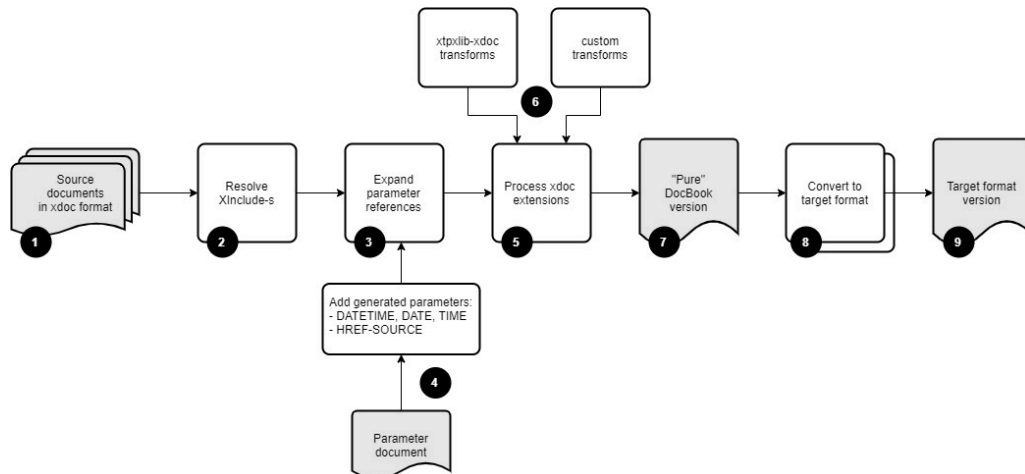 xtpxlib-xdoc
transforms
custom
transforms
6
Source
documents
in xdoc format
1
Resolve
XInclude-s
2
Expand
parameter
references
3
Process xdoc
extensions
5
"Pure"
DocBook
version
7
Convert to
target format
8
Target format
version
9
Add generated parameters:
- DATETIME, DATE, TIME
- HREF-SOURCE
4
Parameter
document